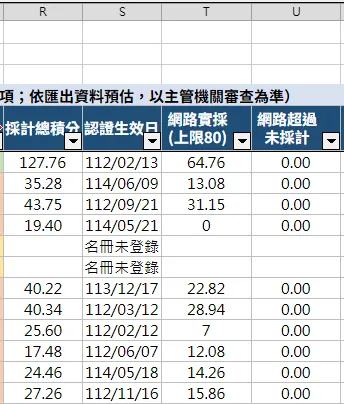 R S T U
項；依匯出資料預估，以主管機關審查為準）
採計總積分 認證生效日 網路實採 網路超過
(上限80) 未採計
127.76 112/02/13 64.76 0.00
35.28 114/06/09 13.08 0.00
43.75 112/09/21 31.15 0.00
19.40 114/05/21 0 0.00
名冊未登錄
名冊未登錄
40.22 113/12/17 22.82 0.00
40.34 112/03/12 28.94 0.00
25.60 112/02/12 7 0.00
17.48 112/06/07 12.08 0.00
24.46 114/05/18 14.26 0.00
27.26 112/11/16 15.86 0.00